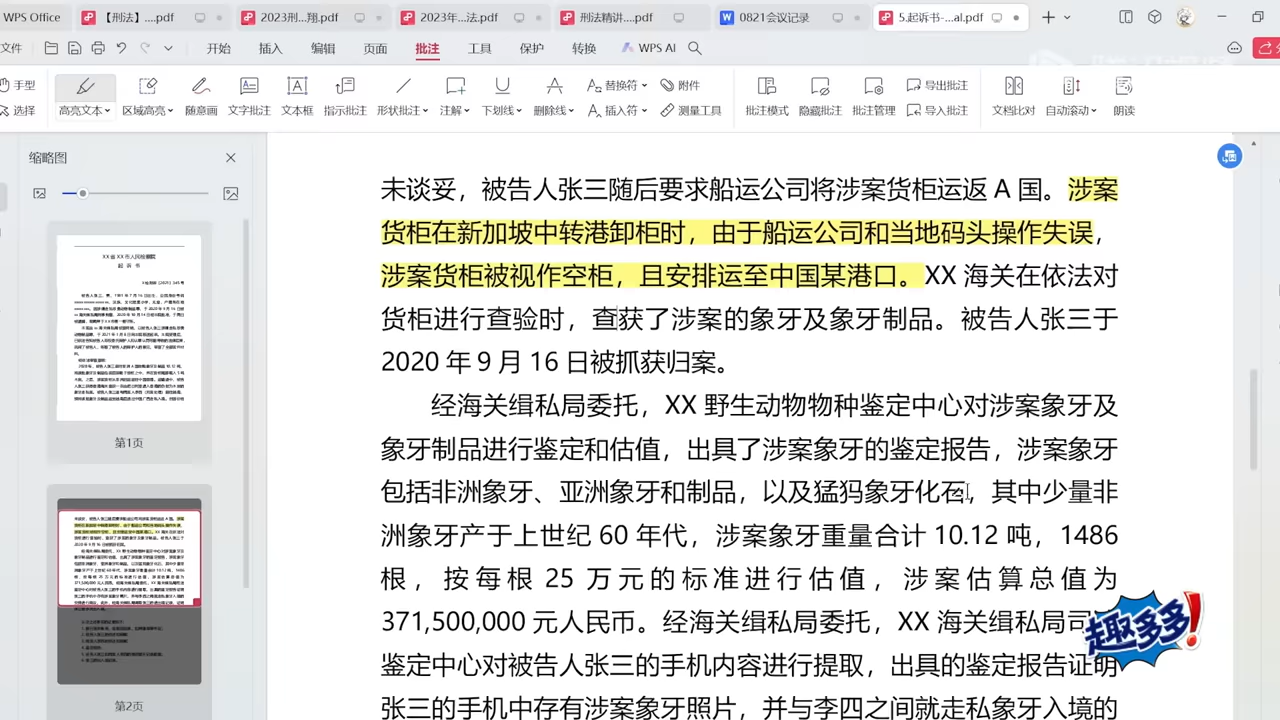 WPS Office
【刑法】....pdf
2023刑...翔.pdf
2023年...法.pdf
刑法精讲....pdf
0821会议记录
5.起诉书-...al.pdf
文件
开始
插入
编辑
页面
批注
工具
保护
转换
WPS AI
手型
选择
高亮文本
区域高亮
随意画
文字批注
文本框
指示批注
形状批注
注解
下划线
删除线
替换符
插入符
附件
测量工具
批注模式
隐藏批注
批注管理
导出批注
导入批注
文档比对
自动滚动
朗读
缩略图
第1页
第2页
未谈妥，被告人张三随后要求船运公司将涉案货柜运返 A 国。涉案
货柜在新加坡中转港卸柜时，由于船运公司和当地码头操作失误，
涉案货柜被视作空柜，且安排运至中国某港口。XX 海关在依法对
货柜进行查验时，查获了涉案的象牙及象牙制品。被告人张三于
2020 年 9 月 16 日被抓获归案。
经海关缉私局委托，XX 野生动物物种鉴定中心对涉案象牙及
象牙制品进行鉴定和估值，出具了涉案象牙的鉴定报告，涉案象牙
包括非洲象牙、亚洲象牙和制品，以及猛犸象牙化石，其中少量非
洲象牙产于上世纪 60 年代，涉案象牙重量合计 10.12 吨，1486
根，按每根 25 万元的标准进行估值，涉案估算总值为
371,500,000 元人民币。经海关缉私局委托，XX 海关缉私局司
鉴定中心对被告人张三的手机内容进行提取，出具的鉴定报告证明
张三的手机中存有涉案象牙照片，并与李四之间就走私象牙入境的
趣多多!